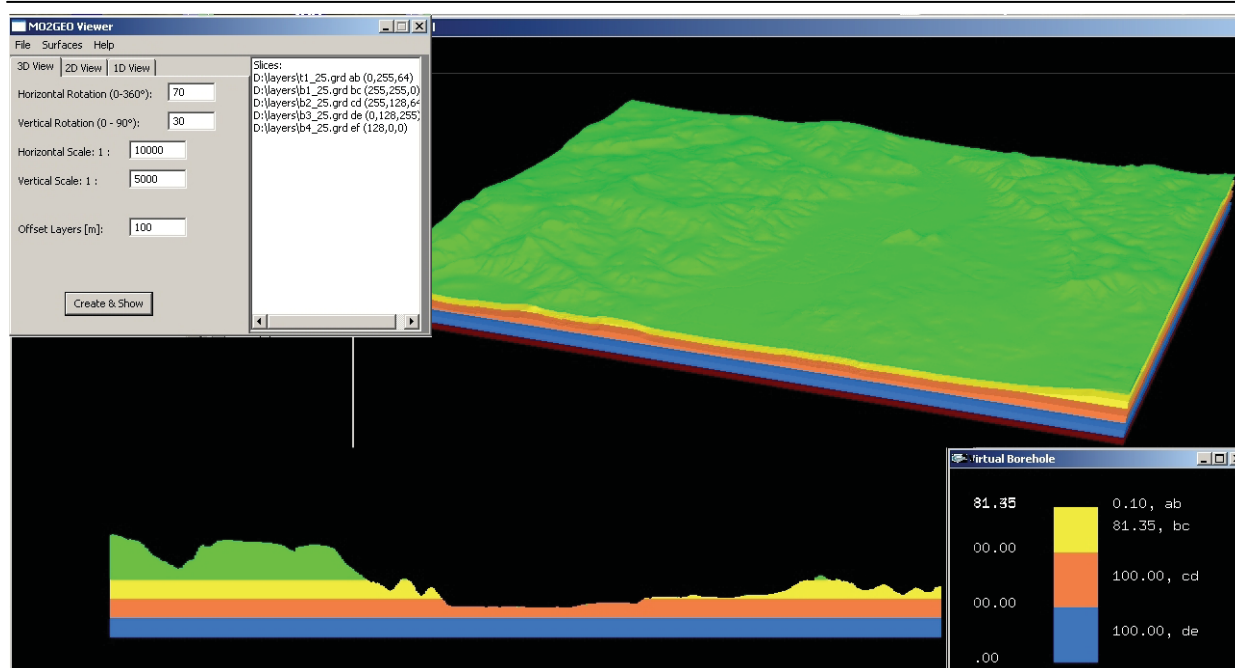 MO2GEO Viewer
File Surfaces Help
3D View 2D View 1D View
Horizontal Rotation (0-360°): 70
Vertical Rotation (0 - 90°): 30
Horizontal Scale: 1 : 10000
Vertical Scale: 1 : 5000
Offset Layers [m]: 100
Create & Show
Slices:
D:\layers\t1_25.grd ab (0,255,64)
D:\layers\b1_25.grd bc (255,255,0)
D:\layers\b2_25.grd cd (255,128,64
D:\layers\b3_25.grd de (0,128,255)
D:\layers\b4_25.grd ef (128,0,0)
Virtual Borehole
0.10, ab
81.35, bc
00.00
100.00, cd
00.00
100.00, de
.00